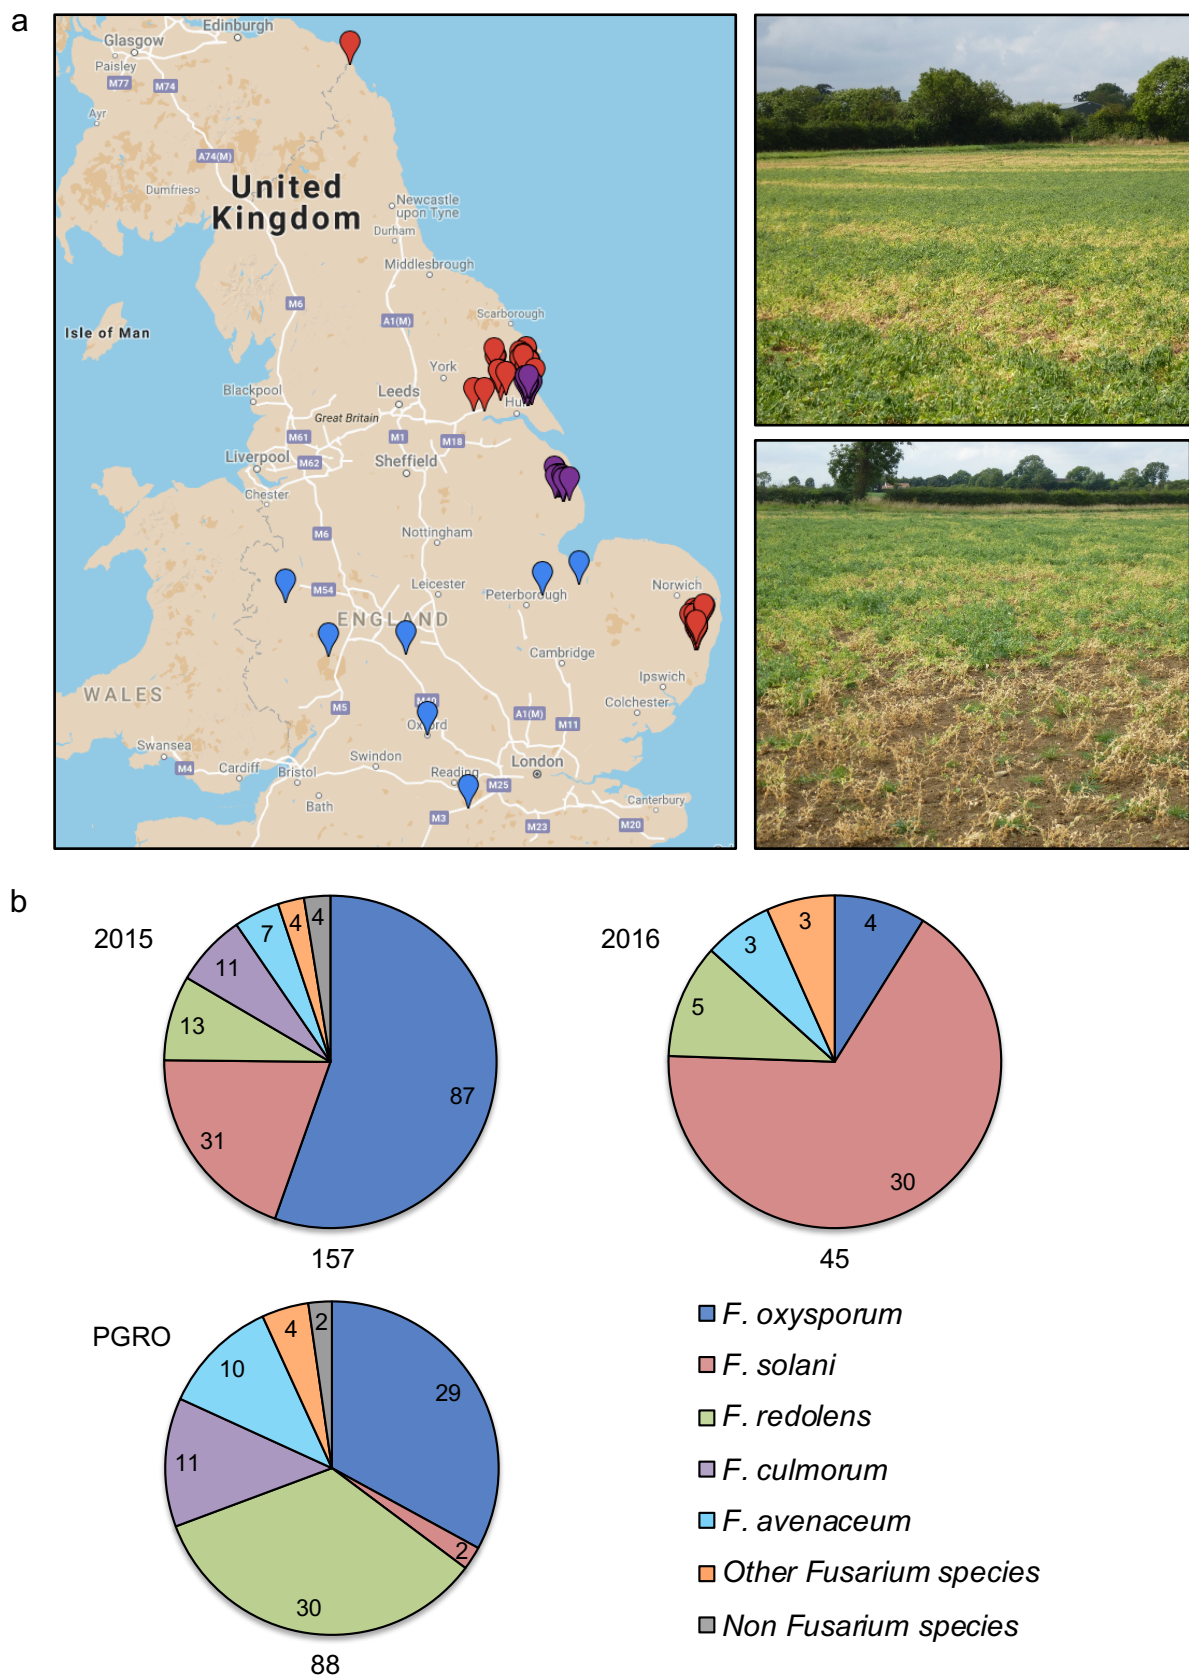 a
Edinburgh
Glasgow
Paisley
M77
M74
Ayr
A74(M)
Dumfries
United
Kingdom
Newcastle
upon Tyne
Durham
Middlesbrough
M6
Isle of Man
A1(M)
Scarborough
York
Blackpool
Leeds
Great Britain
Hull
M61
M1
M18
Liverpool
M62
Sheffield
Chester
M6
Nottingham
M54
Leicester
Peterborough
Norwich
ENGLAND
Cambridge
WALES
Ipswich
M5
M40
A1(M)
M11
Colchester
Oxford
Swansea
M4
Cardiff
Bristol
Swindon
Reading
London
M25
Bath
M3
M23
M20
Canterbury
b
2015
87
31
13
11
7
4
4
157
2016
4
30
5
3
3
45
PGRO
29
2
30
11
10
4
2
88
F. oxysporum
F. solani
F. redolens
F. culmorum
F. avenaceum
Other Fusarium species
Non Fusarium species